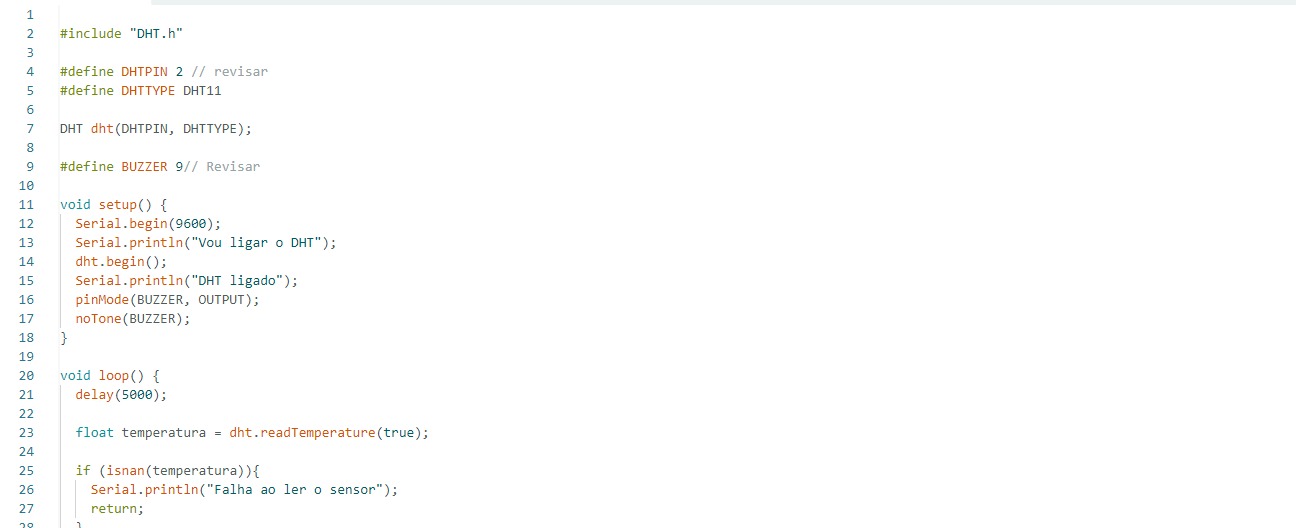 1
2 #include "DHT.h"
3
4 #define DHTPIN 2 // revisar
5 #define DHTTYPE DHT11
6
7 DHT dht(DHTPIN, DHTTYPE);
8
9 #define BUZZER 9// Revisar
10
11 void setup() {
12   Serial.begin(9600);
13   Serial.println("Vou ligar o DHT");
14   dht.begin();
15   Serial.println("DHT ligado");
16   pinMode(BUZZER, OUTPUT);
17   noTone(BUZZER);
18 }
19
20 void loop() {
21   delay(5000);
22
23   float temperatura = dht.readTemperature(true);
24
25   if (isnan(temperatura)){
26     Serial.println("Falha ao ler o sensor");
27     return;
28   }